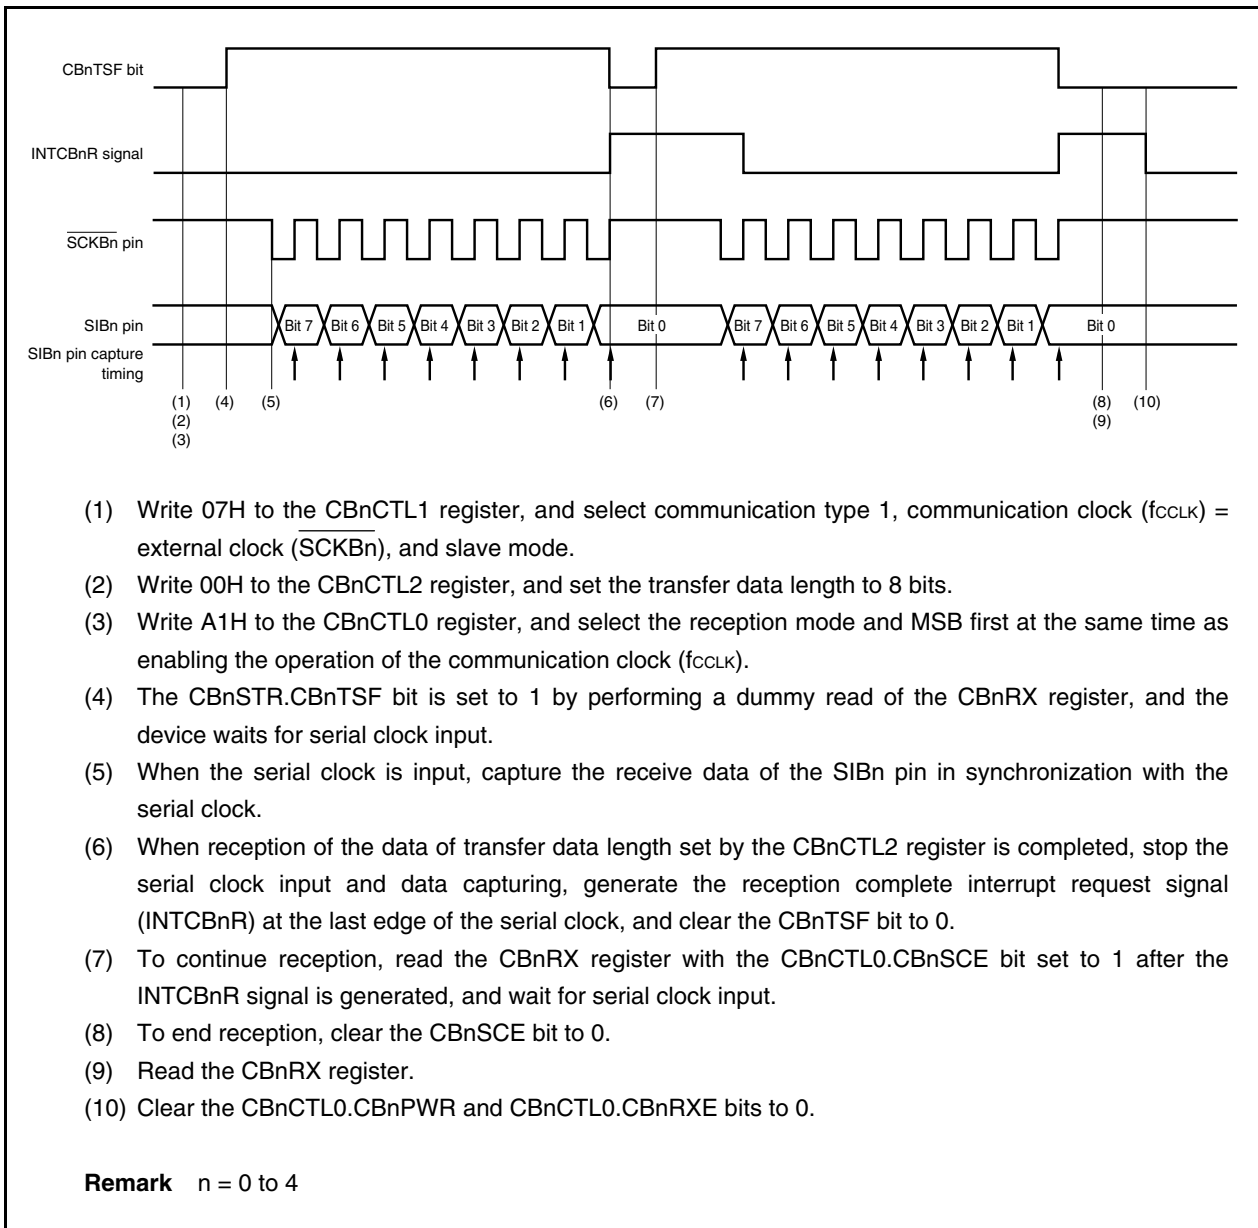 CBnTSF bit
INTCBnR signal
SCKBn pin
SIBn pin
Bit 7 Bit 6 Bit 5 Bit 4 Bit 3 Bit 2 Bit 1 Bit 0 Bit 7 Bit 6 Bit 5 Bit 4 Bit 3 Bit 2 Bit 1 Bit 0
SIBn pin capture
timing
(1) (4) (5) (6) (7) (8) (10)
(2) (9)
(3)
(1) Write 07H to the CBnCTL1 register, and select communication type 1, communication clock (fCCLK) =
external clock (SCKBn), and slave mode.
(2) Write 00H to the CBnCTL2 register, and set the transfer data length to 8 bits.
(3) Write A1H to the CBnCTL0 register, and select the reception mode and MSB first at the same time as
enabling the operation of the communication clock (fCCLK).
(4) The CBnSTR.CBnTSF bit is set to 1 by performing a dummy read of the CBnRX register, and the
device waits for serial clock input.
(5) When the serial clock is input, capture the receive data of the SIBn pin in synchronization with the
serial clock.
(6) When reception of the data of transfer data length set by the CBnCTL2 register is completed, stop the
serial clock input and data capturing, generate the reception complete interrupt request signal
(INTCBnR) at the last edge of the serial clock, and clear the CBnTSF bit to 0.
(7) To continue reception, read the CBnRX register with the CBnCTL0.CBnSCE bit set to 1 after the
INTCBnR signal is generated, and wait for serial clock input.
(8) To end reception, clear the CBnSCE bit to 0.
(9) Read the CBnRX register.
(10) Clear the CBnCTL0.CBnPWR and CBnCTL0.CBnRXE bits to 0.
Remark n = 0 to 4